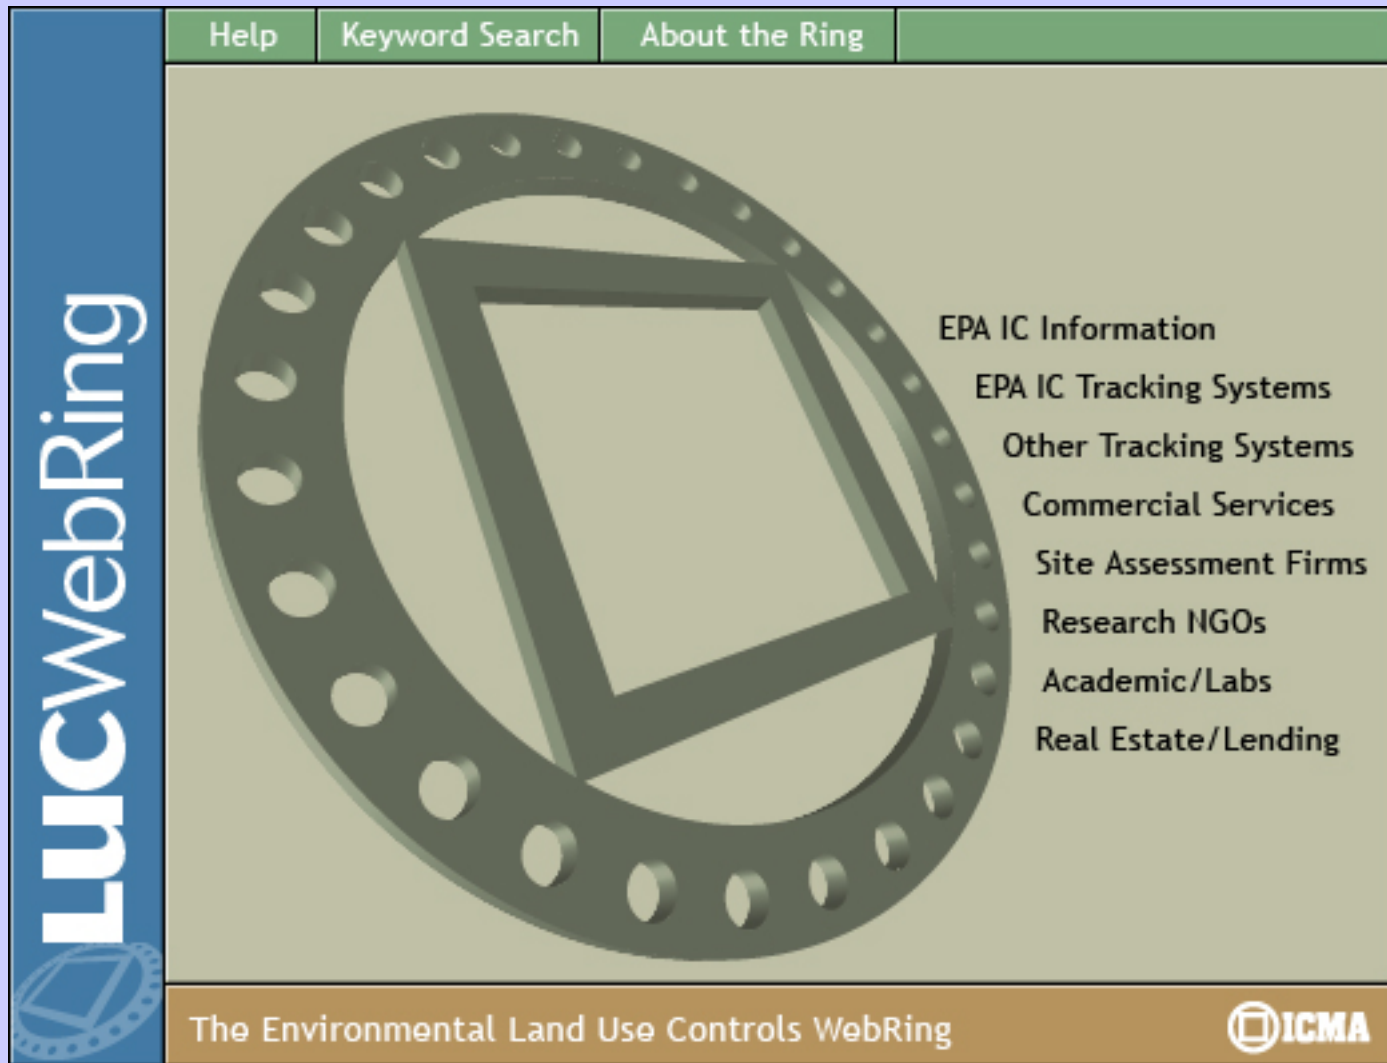 Help
Keyword Search
About the Ring
LUCWebRing
EPA IC Information
EPA IC Tracking Systems
Other Tracking Systems
Commercial Services
Site Assessment Firms
Research NGOs
Academic/Labs
Real Estate/Lending
The Environmental Land Use Controls WebRing
ICMA